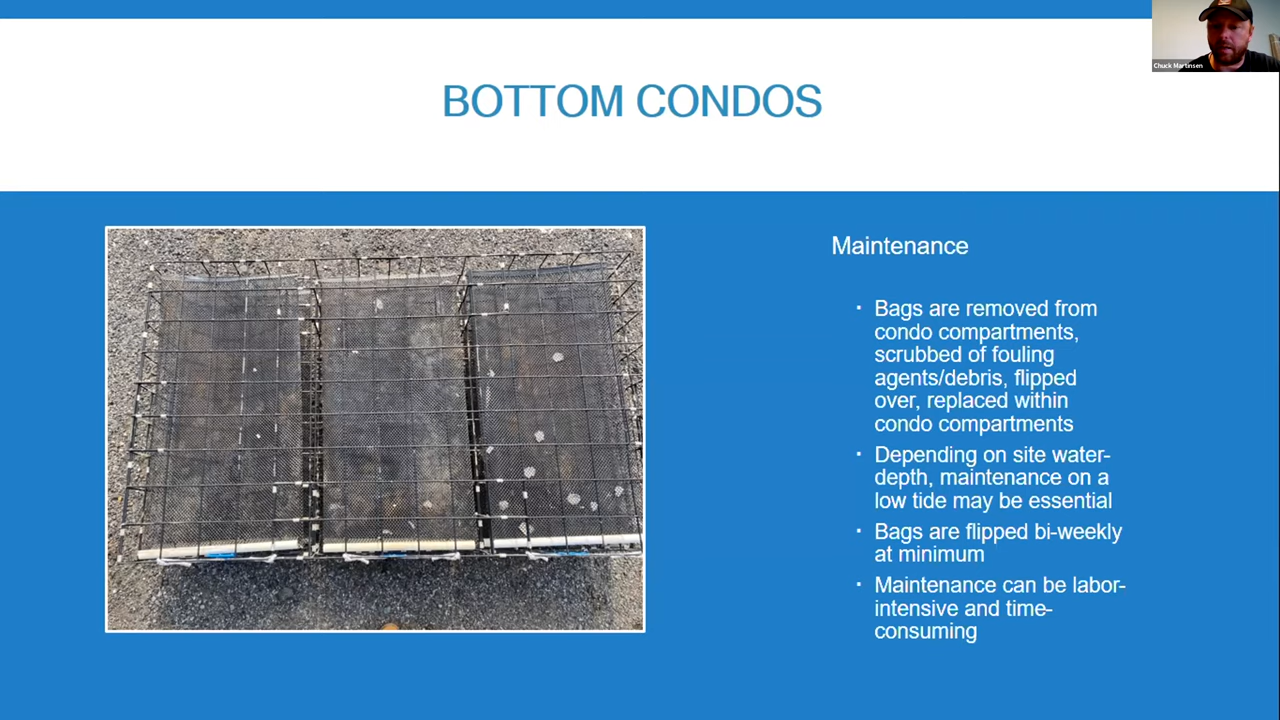 Chuck Martinsen
BOTTOM CONDOS
Maintenance
· Bags are removed from
condo compartments,
scrubbed of fouling
agents/debris, flipped
over, replaced within
condo compartments
· Depending on site water-
depth, maintenance on a
low tide may be essential
· Bags are flipped bi-weekly
at minimum
· Maintenance can be labor-
intensive and time-
consuming